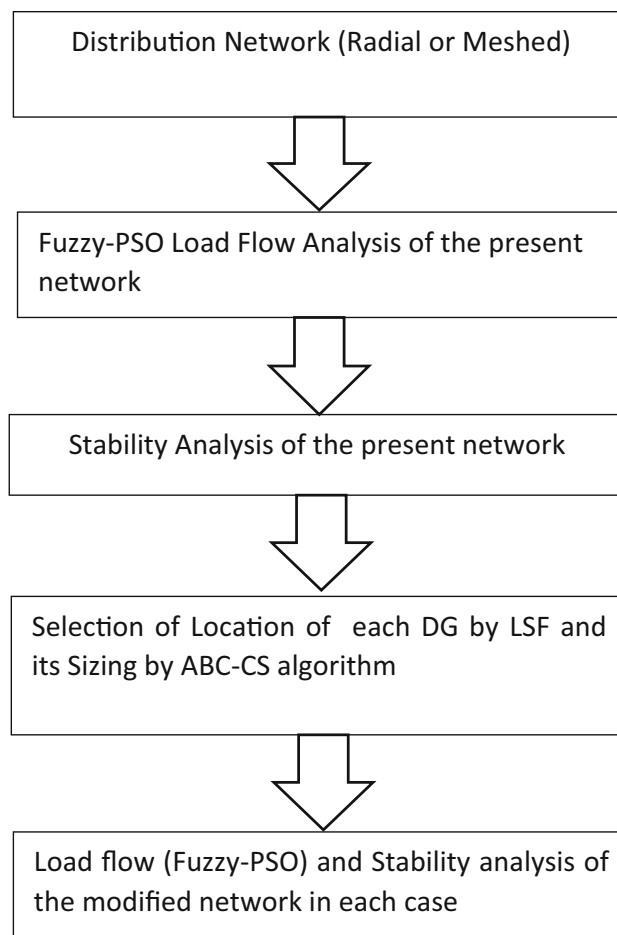 Distribution Network (Radial or Meshed)
Fuzzy-PSO Load Flow Analysis of the present
network
Stability Analysis of the present network
Selection of Location of each DG by LSF and
its Sizing by ABC-CS algorithm
Load flow (Fuzzy-PSO) and Stability analysis of
the modified network in each case